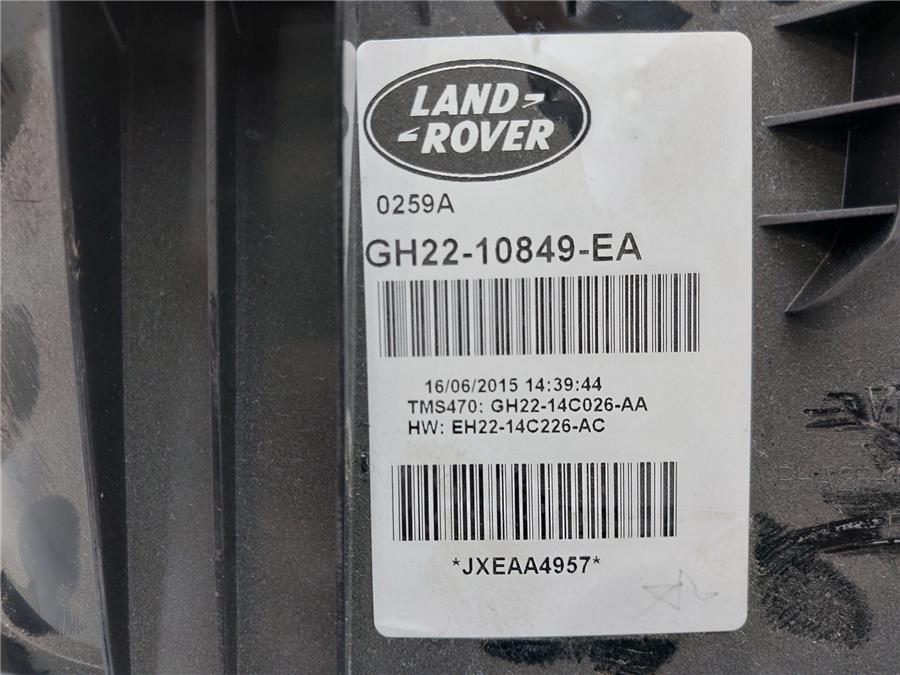 LAND-
-ROVER
0259A
GH22-10849-EA
16/06/2015 14:39:44
TMS470: GH22-14C026-AA
HW: EH22-14C226-AC
*JXEAA4957*